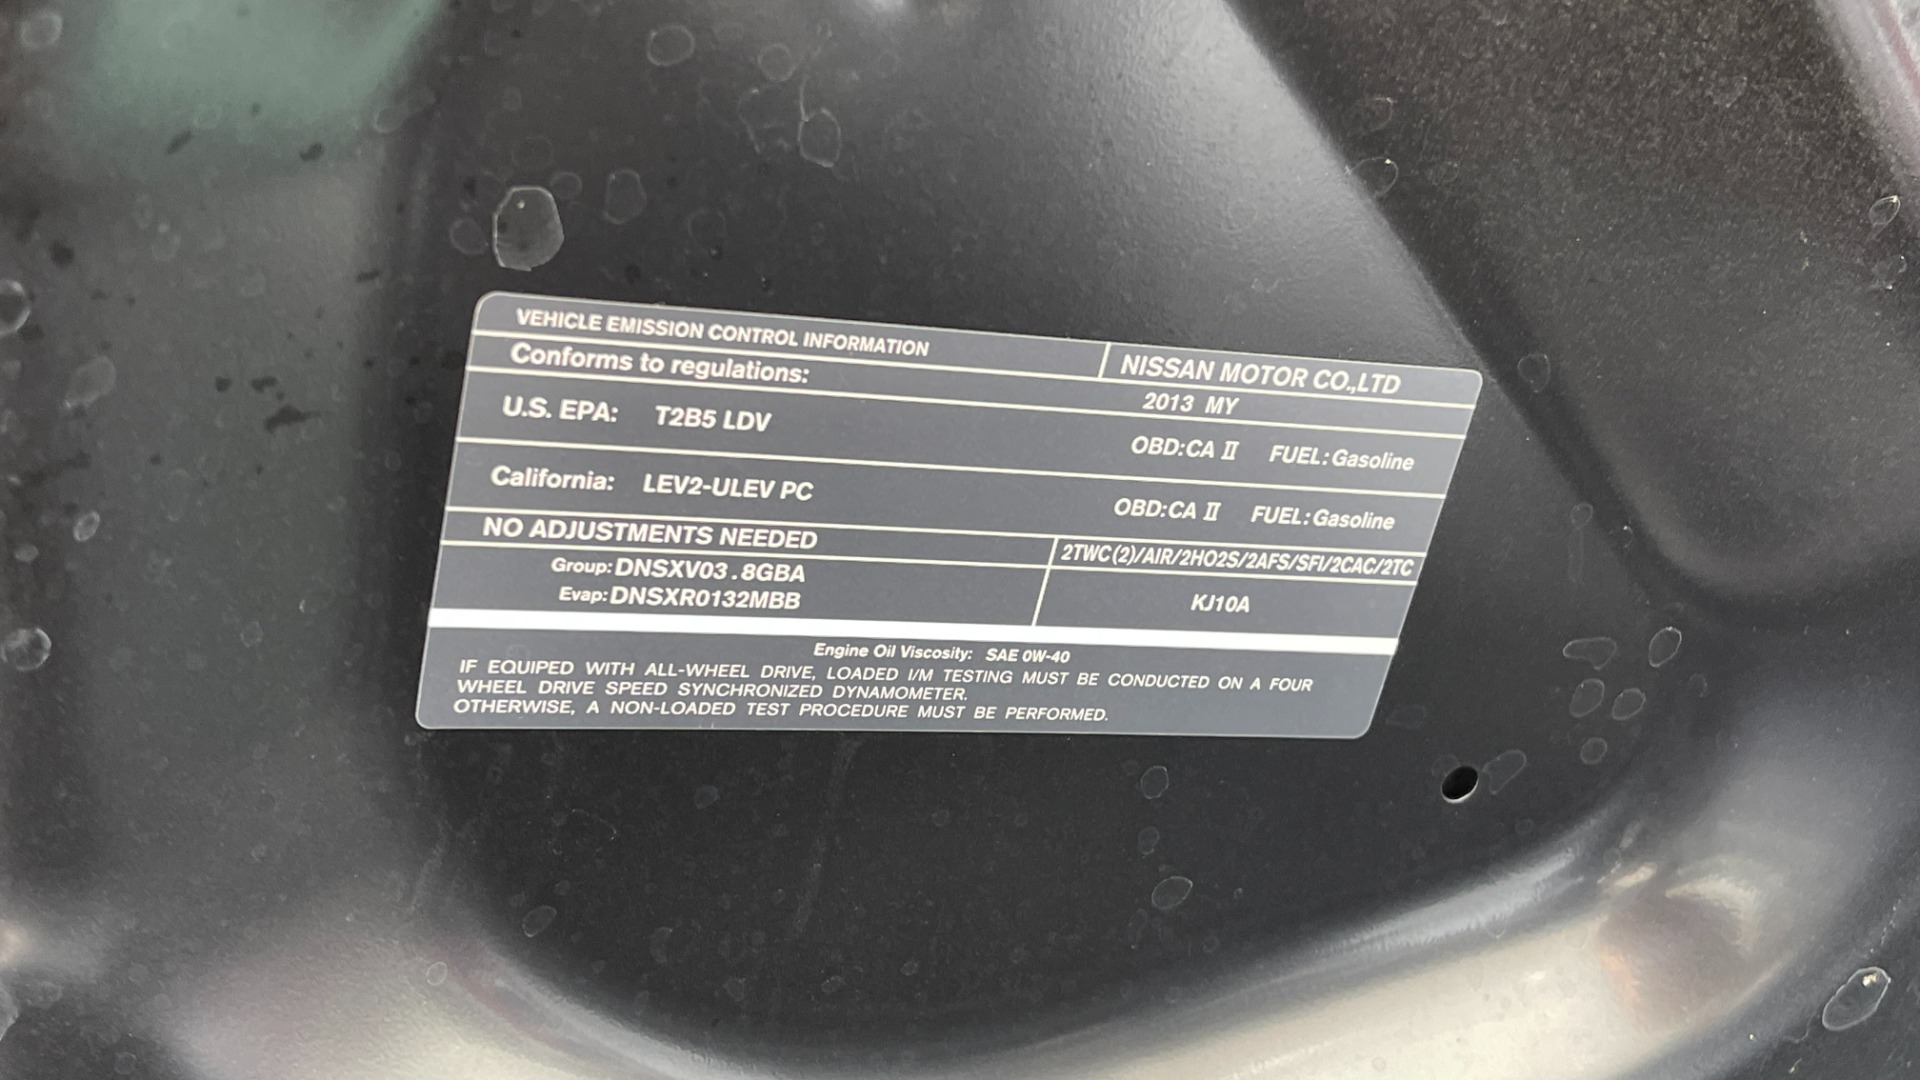 VEHICLE EMISSION CONTROL INFORMATION
NISSAN MOTOR CO.,LTD
Conforms to regulations:
2013 MY
U.S. EPA: T2B5 LDV OBD:CA II FUEL:Gasoline
California: LEV2-ULEV PC OBD:CA II FUEL:Gasoline
NO ADJUSTMENTS NEEDED
2TWC(2)/AIR/2HO2S/2AFS/SFI/2CAC/2TC
Group:DNSXV03.8GBA
Evap:DNSXR0132MBB
KJ10A
Engine Oil Viscosity: SAE 0W-40
IF EQUIPED WITH ALL-WHEEL DRIVE, LOADED I/M TESTING MUST BE CONDUCTED ON A FOUR
WHEEL DRIVE SPEED SYNCHRONIZED DYNAMOMETER.
OTHERWISE, A NON-LOADED TEST PROCEDURE MUST BE PERFORMED.